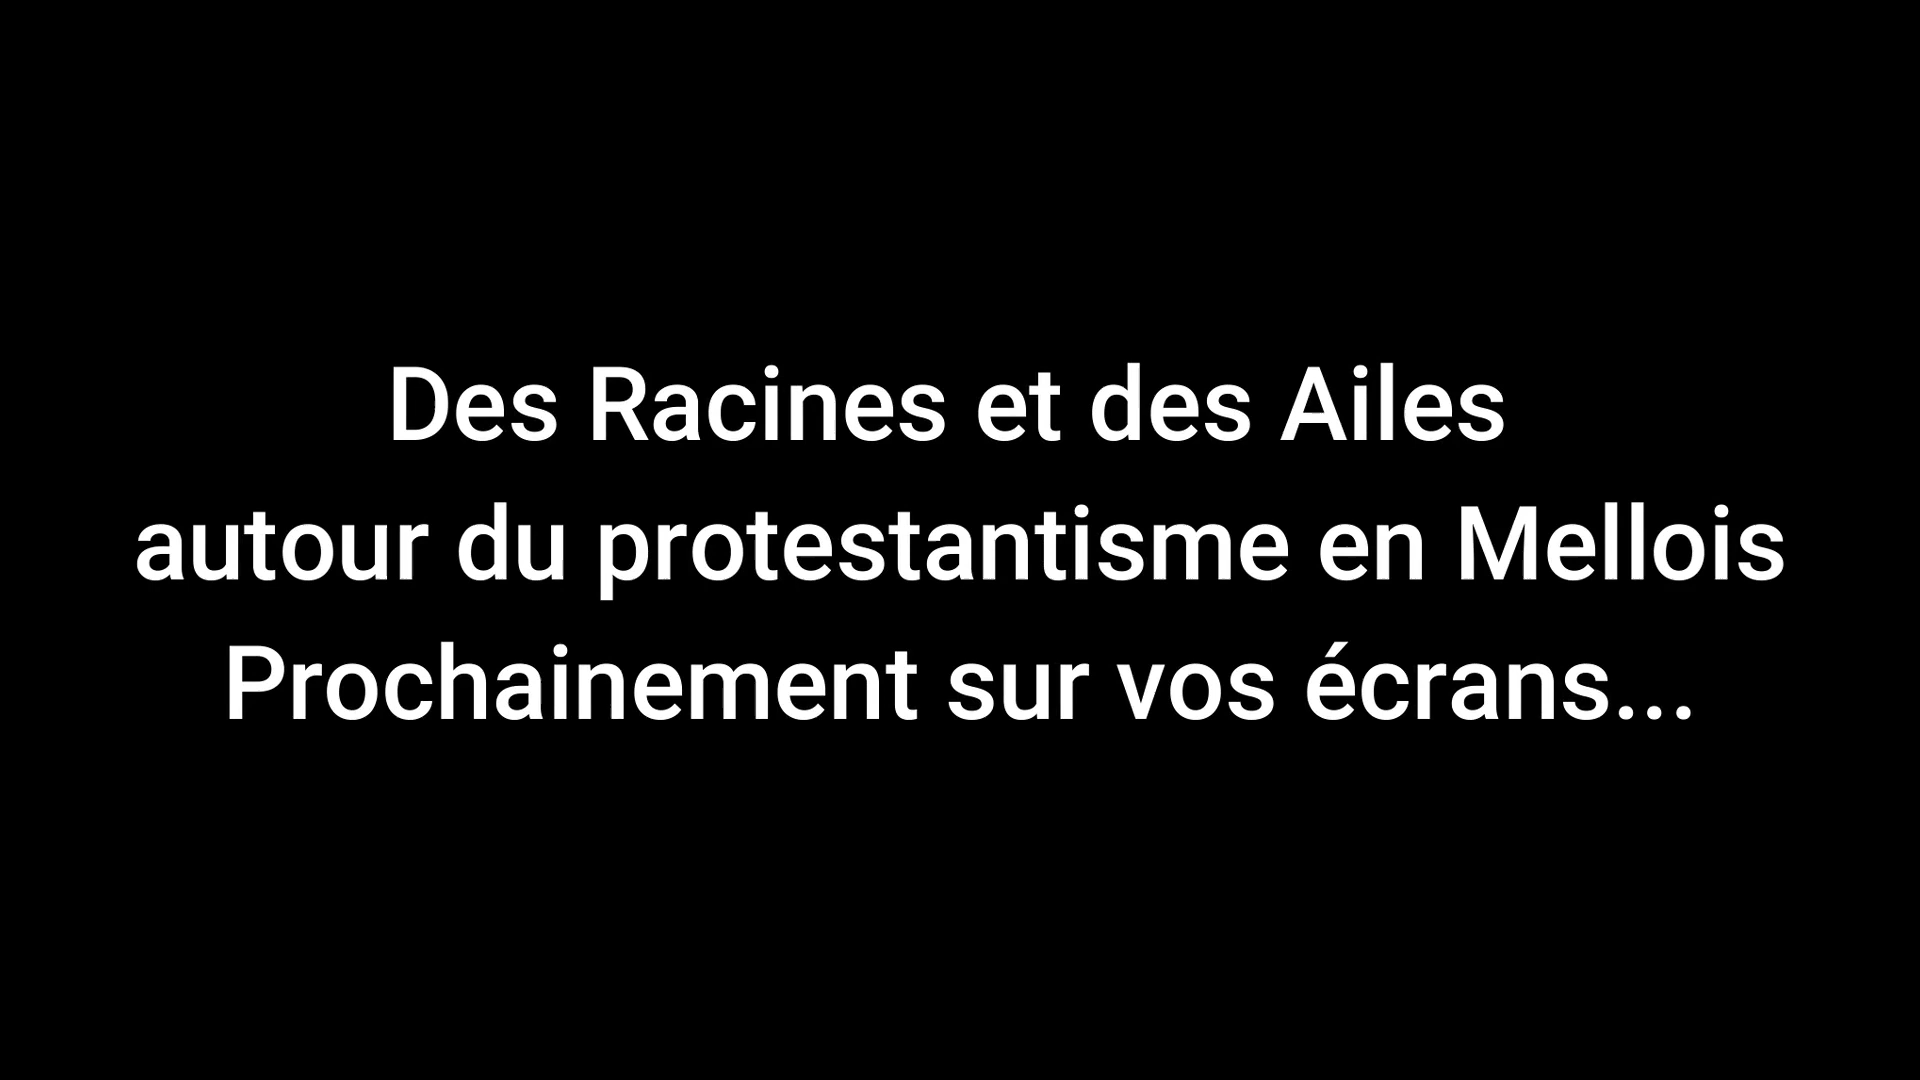 Des Racines et des Ailes
autour du protestantisme en Mellois
Prochainement sur vos écrans...